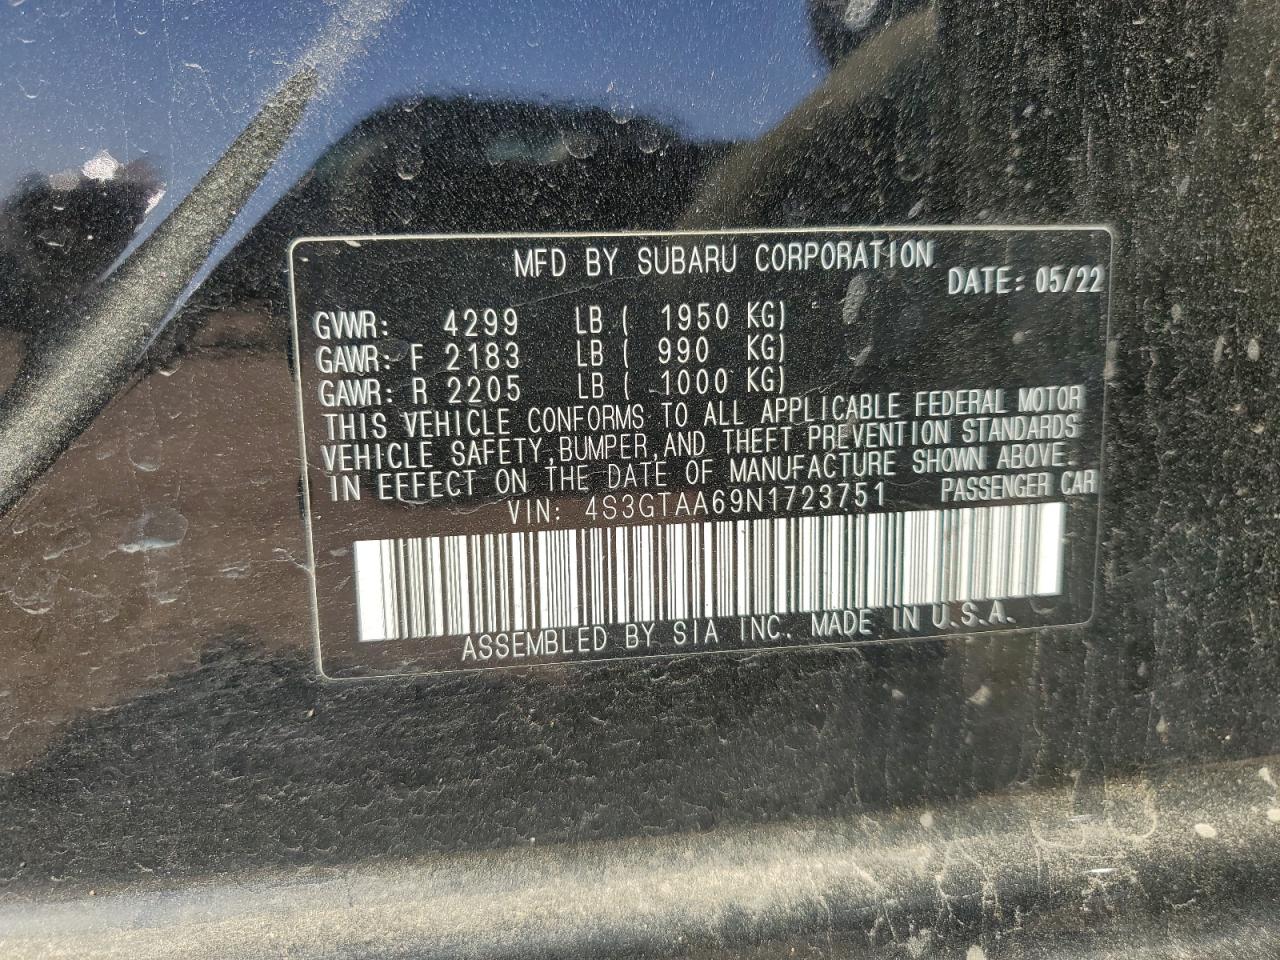 MFD BY SUBARU CORPORATION
DATE: 05/22
GVWR: 4299 LB ( 1950 KG)
GAWR: F 2183 LB ( 990 KG)
GAWR: R 2205 LB ( 1000 KG)
THIS VEHICLE CONFORMS TO ALL APPLICABLE FEDERAL MOTOR
VEHICLE SAFETY, BUMPER, AND THEFT PREVENTION STANDARDS
IN EFFECT ON THE DATE OF MANUFACTURE SHOWN ABOVE.
VIN: 4S3GTAA69N1723751 PASSENGER CAR
ASSEMBLED BY SIA INC. MADE IN U.S.A.